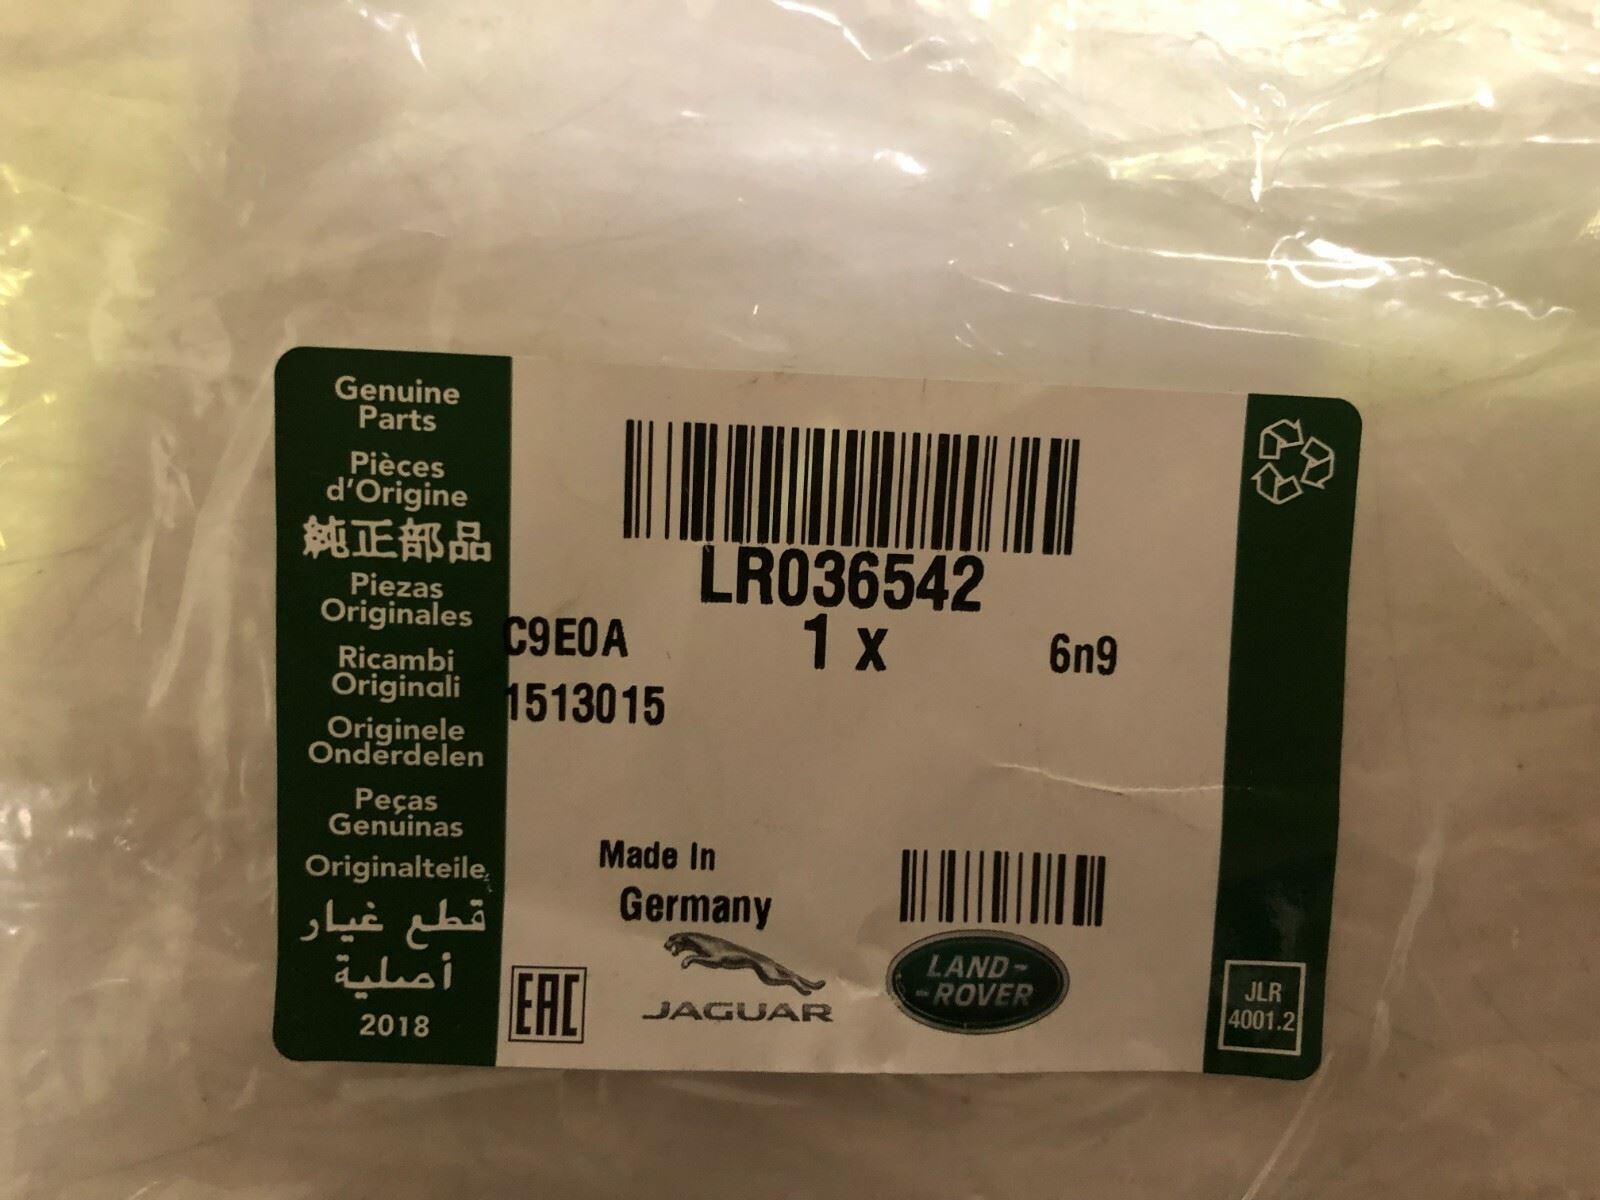 Genuine
Parts
Pièces
d'Origine
純正部品
Piezas
Originales
Ricambi
Originali
Originele
Onderdelen
Peças
Genuinas
Originalteile
قطع غيار
أصلية
2018
LR036542
C9E0A
1 x
6n9
1513015
Made In
Germany
EAC
JAGUAR
LAND-
-ROVER
JLR
4001.2